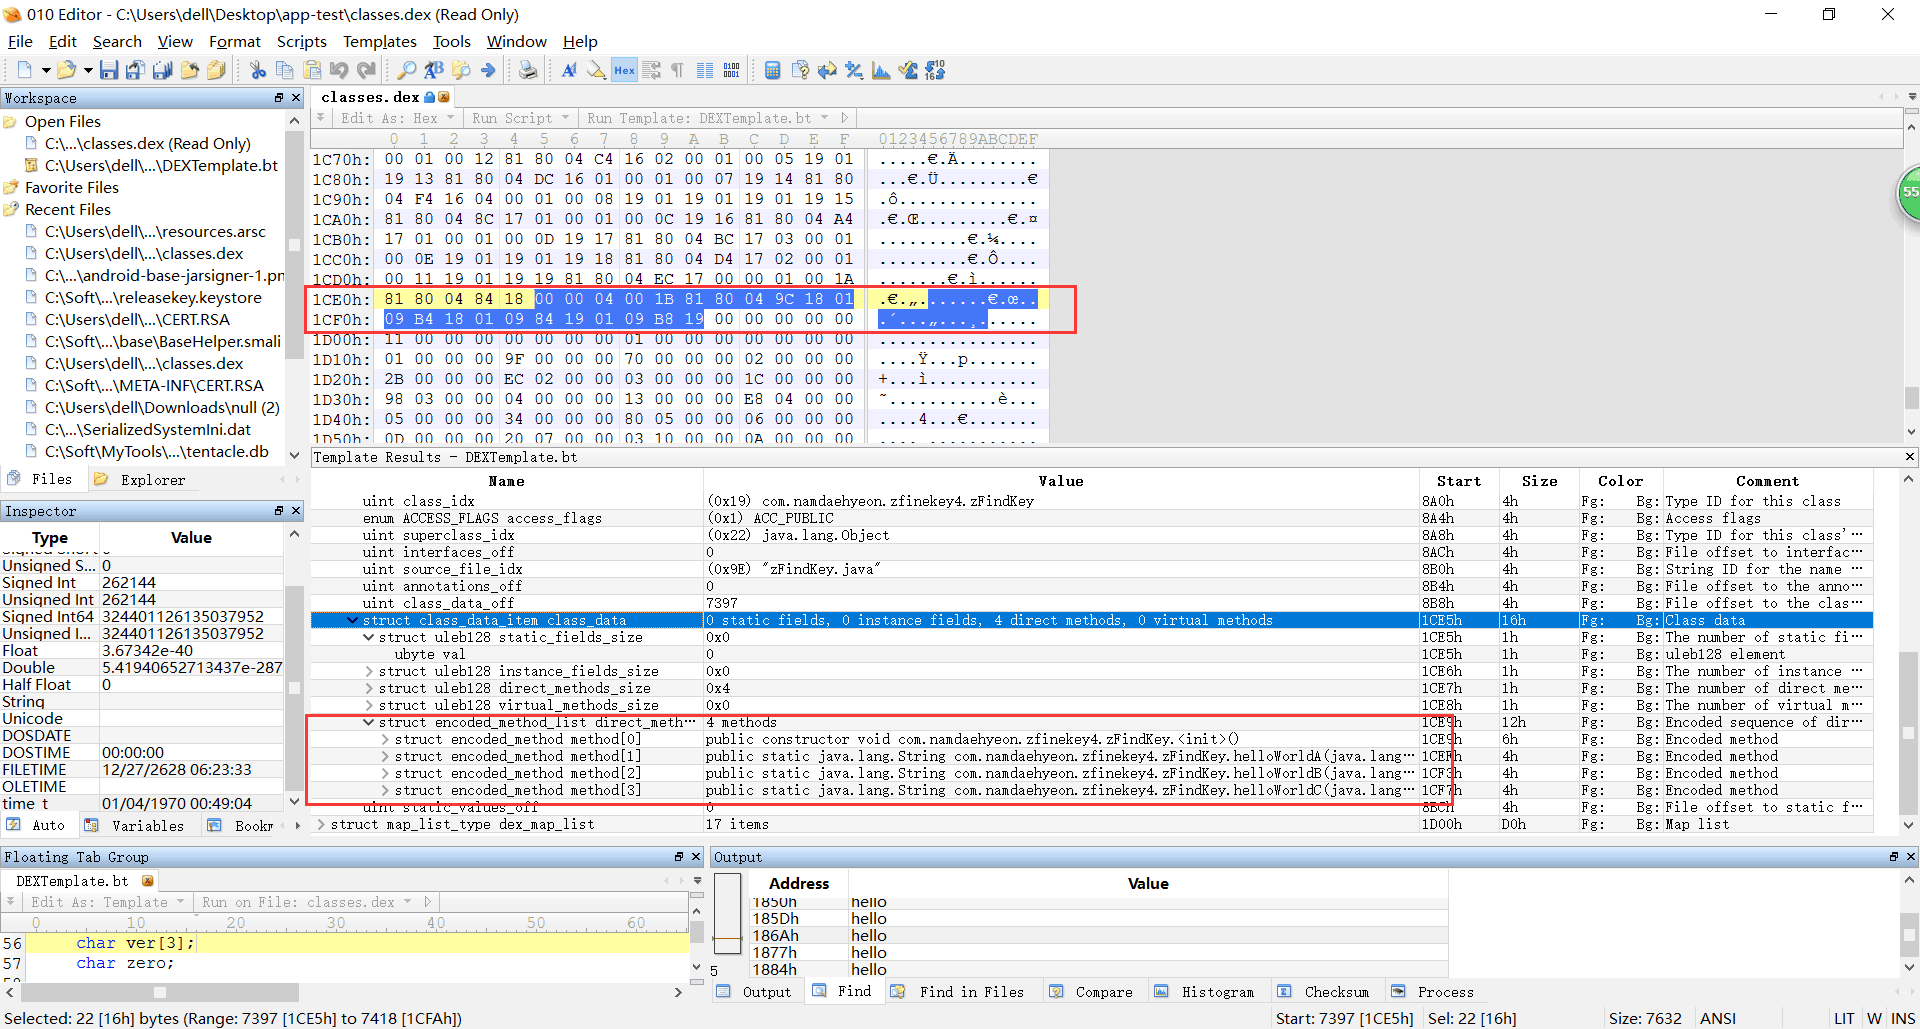 010 Editor - C:\Users\dell\Desktop\app-test\classes.dex (Read Only)
File Edit Search View Format Scripts Templates Tools Window Help
Hex
Workspace
Open Files
C:\...\classes.dex (Read Only)
C:\Users\dell\...\DEXTemplate.bt
Favorite Files
Recent Files
C:\Users\dell\...\resources.arsc
C:\Users\dell\...\classes.dex
C:\...\android-base-jarsigner-1.pn
C:\Soft\...\releasekey.keystore
C:\Users\dell\...\CERT.RSA
C:\Soft\...\base\BaseHelper.smali
C:\Users\dell\...\classes.dex
C:\Soft\...\META-INF\CERT.RSA
C:\Users\dell\Downloads\null (2)
C:\...\SerializedSystemIni.dat
C:\Soft\MyTools\...\tentacle.db
Files Explorer
classes.dex
Edit As: Hex Run Script Run Template: DEXTemplate.bt
0 1 2 3 4 5 6 7 8 9 A B C D E F 0123456789ABCDEF
1C70h: 00 01 00 12 81 80 04 C4 16 02 00 01 00 05 19 01 .....€.Ä........
1C80h: 19 13 81 80 04 DC 16 01 00 01 00 07 19 14 81 80 ...€.Ü.........€
1C90h: 04 F4 16 04 00 01 00 08 19 01 19 01 19 01 19 15 .ô..............
1CA0h: 81 80 04 8C 17 01 00 01 00 0C 19 16 81 80 04 A4 .€.Œ.........€.¤
1CB0h: 17 01 00 01 00 0D 19 17 81 80 04 BC 17 03 00 01 .........€.¼....
1CC0h: 00 0E 19 01 19 01 19 18 81 80 04 D4 17 02 00 01 .........€.Ô....
1CD0h: 00 11 19 01 19 19 81 80 04 EC 17 00 00 01 00 1A .......€.ì......
1CE0h: 81 80 04 84 18 00 00 04 00 1B 81 80 04 9C 18 01 .€.„.......€.œ..
1CF0h: 09 B4 18 01 09 84 19 01 09 B8 19 00 00 00 00 00 .´...„...¸......
1D00h: 11 00 00 00 00 00 00 00 01 00 00 00 00 00 00 00 ................
1D10h: 01 00 00 00 9F 00 00 00 70 00 00 00 02 00 00 00 ....Ÿ...p.......
1D20h: 2B 00 00 00 EC 02 00 00 03 00 00 00 1C 00 00 00 +...ì...........
1D30h: 98 03 00 00 04 00 00 00 13 00 00 00 E8 04 00 00 ˜...........è...
1D40h: 05 00 00 00 34 00 00 00 80 05 00 00 06 00 00 00 ....4...€.......
1D50h: 0D 00 00 00 20 07 00 00 03 10 00 00 0A 00 00 00
55
Template Results - DEXTemplate.bt
Name Value Start Size Color Comment
uint class_idx (0x19) com.namdaehyeon.zfinekey4.zFindKey 8A0h 4h Fg: Bg: Type ID for this class
enum ACCESS_FLAGS access_flags (0x1) ACC_PUBLIC 8A4h 4h Fg: Bg: Access flags
uint superclass_idx (0x22) java.lang.Object 8A8h 4h Fg: Bg: Type ID for this class'···
uint interfaces_off 0 8ACh 4h Fg: Bg: File offset to interfac···
uint source_file_idx (0x9E) "zFindKey.java" 8B0h 4h Fg: Bg: String ID for the name ···
uint annotations_off 0 8B4h 4h Fg: Bg: File offset to the anno···
uint class_data_off 7397 8B8h 4h Fg: Bg: File offset to the clas···
struct class_data_item class_data 0 static fields, 0 instance fields, 4 direct methods, 0 virtual methods 1CE5h 16h Fg: Bg: Class data
struct uleb128 static_fields_size 0x0 1CE5h 1h Fg: Bg: The number of static fi···
ubyte val 0 1CE5h 1h Fg: Bg: uleb128 element
struct uleb128 instance_fields_size 0x0 1CE6h 1h Fg: Bg: The number of instance ···
struct uleb128 direct_methods_size 0x4 1CE7h 1h Fg: Bg: The number of direct me···
struct uleb128 virtual_methods_size 0x0 1CE8h 1h Fg: Bg: The number of virtual m···
struct encoded_method_list direct_meth··· 4 methods 1CE9h 12h Fg: Bg: Encoded sequence of dir···
struct encoded_method method[0] public constructor void com.namdaehyeon.zfinekey4.zFindKey.<init>() 1CE9h 6h Fg: Bg: Encoded method
struct encoded_method method[1] public static java.lang.String com.namdaehyeon.zfinekey4.zFindKey.helloWorldA(java.lang··· 1CEFh 4h Fg: Bg: Encoded method
struct encoded_method method[2] public static java.lang.String com.namdaehyeon.zfinekey4.zFindKey.helloWorldB(java.lang··· 1CF3h 4h Fg: Bg: Encoded method
struct encoded_method method[3] public static java.lang.String com.namdaehyeon.zfinekey4.zFindKey.helloWorldC(java.lang··· 1CF7h 4h Fg: Bg: Encoded method
uint static_values_off 0 8BCh 4h Fg: Bg: File offset to static f···
struct map_list_type dex_map_list 17 items 1D00h D0h Fg: Bg: Map list
Inspector
Type Value
Signed Short 0
Unsigned S... 0
Signed Int 262144
Unsigned Int 262144
Signed Int64 324401126135037952
Unsigned I... 324401126135037952
Float 3.67342e-40
Double 5.41940652713437e-287
Half Float 0
String
Unicode
DOSDATE
DOSTIME 00:00:00
FILETIME 12/27/2628 06:23:33
OLETIME
time_t 01/04/1970 00:49:04
Auto Variables Bookr
Floating Tab Group
DEXTemplate.bt
Edit As: Template Run on File: classes.dex
0 10 20 30 40 50 60
56 char ver[3];
57 char zero;
Output
Address Value
1850h hello
185Dh hello
186Ah hello
1877h hello
1884h hello
5
Output Find Find in Files Compare Histogram Checksum Process
Selected: 22 [16h] bytes (Range: 7397 [1CE5h] to 7418 [1CFAh]) Start: 7397 [1CE5h] Sel: 22 [16h] Size: 7632 ANSI LIT W INS